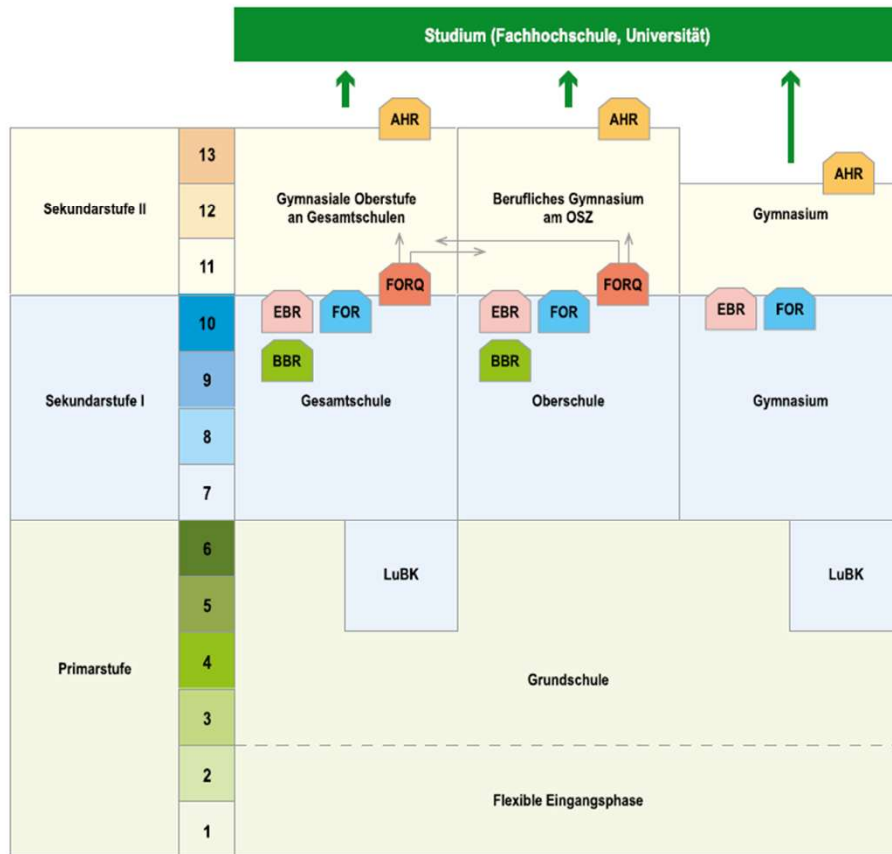 Studium (Fachhochschule, Universität)
AHR
AHR
AHR
13
Sekundarstufe II
12
Gymnasiale Oberstufe
an Gesamtschulen
Berufliches Gymnasium
am OSZ
Gymnasium
11
FORQ
FORQ
EBR
FOR
EBR
FOR
EBR
FOR
10
BBR
BBR
9
Sekundarstufe I
Gesamtschule
Oberschule
Gymnasium
8
7
6
LuBK
LuBK
5
4
Primarstufe
Grundschule
3
2
Flexible Eingangsphase
1